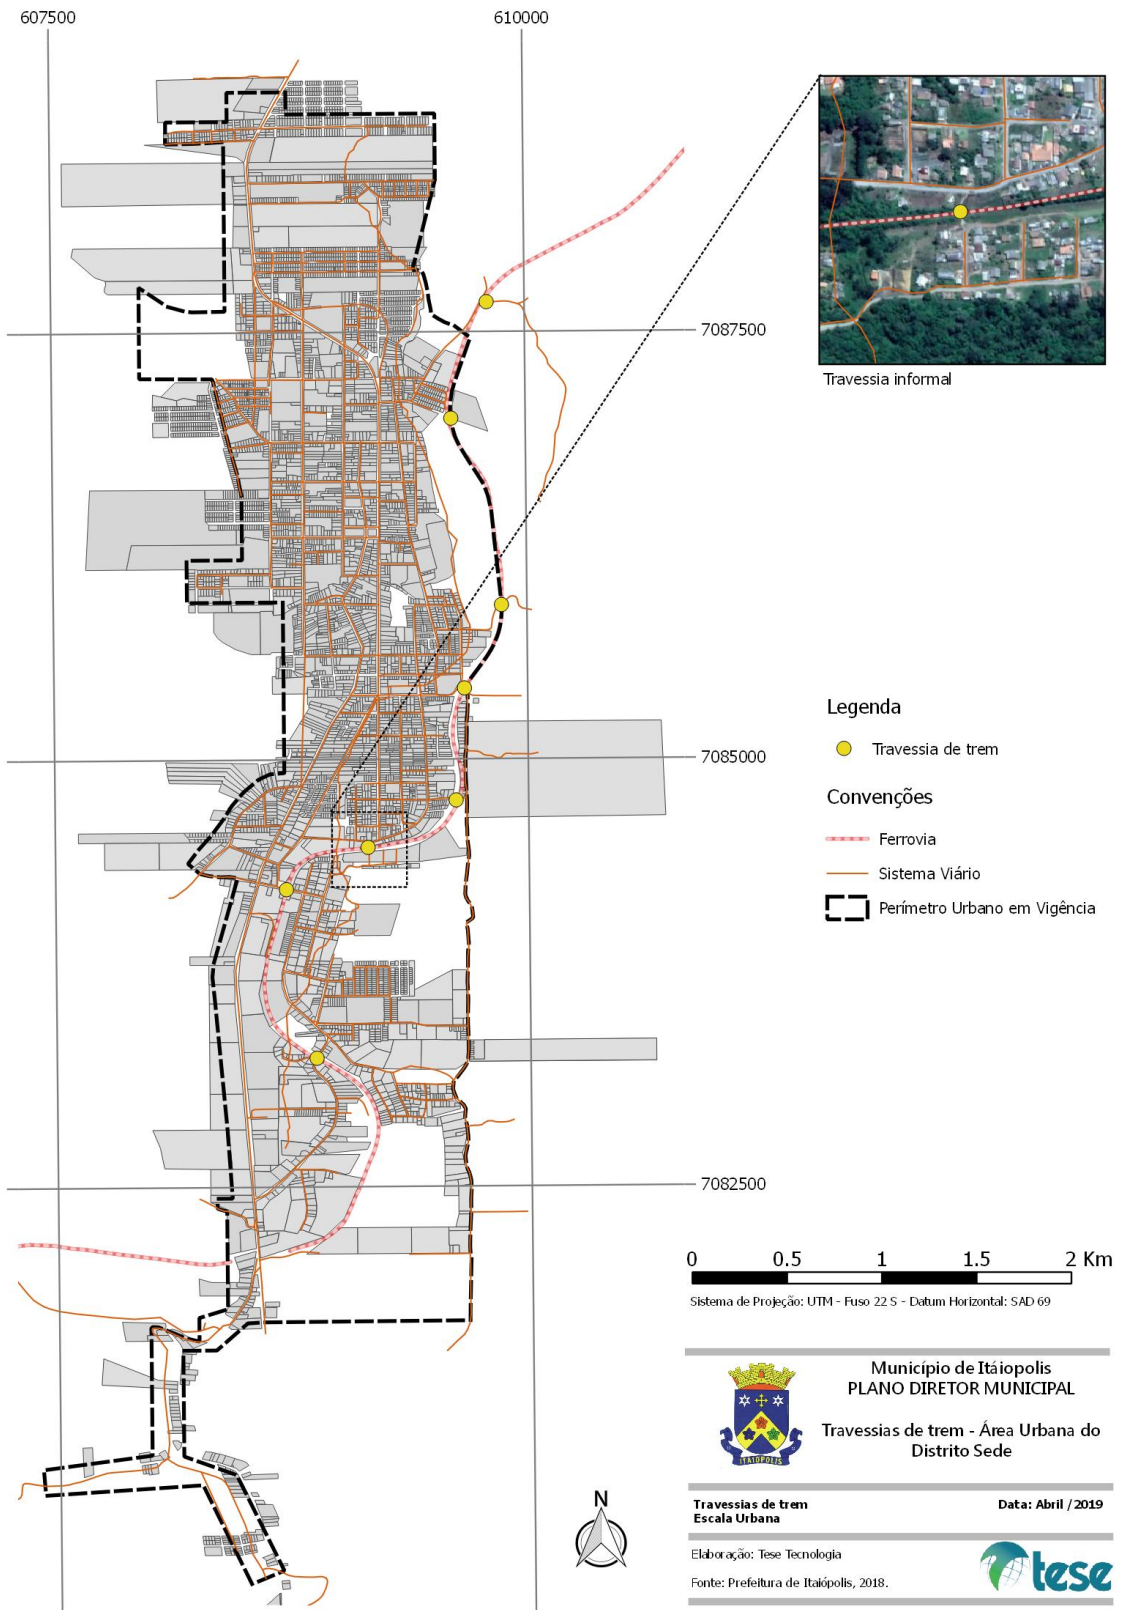 607500
610000
7087500
Travessia informal
Legenda
Travessia de trem
7085000
Convenções
Ferrovia
Sistema Viário
Perímetro Urbano em Vigência
7082500
0 0.5 1 1.5 2 Km
Sistema de Projeção: UTM - Fuso 22 S - Datum Horizontal: SAD 69
Município de Itáiopolis
PLANO DIRETOR MUNICIPAL
Travessias de trem - Área Urbana do
Distrito Sede
ITAIOPOLIS
N
Travessias de trem
Escala Urbana
Data: Abril /2019
Elaboração: Tese Tecnologia
Fonte: Prefeitura de Itaiópolis, 2018.
tese